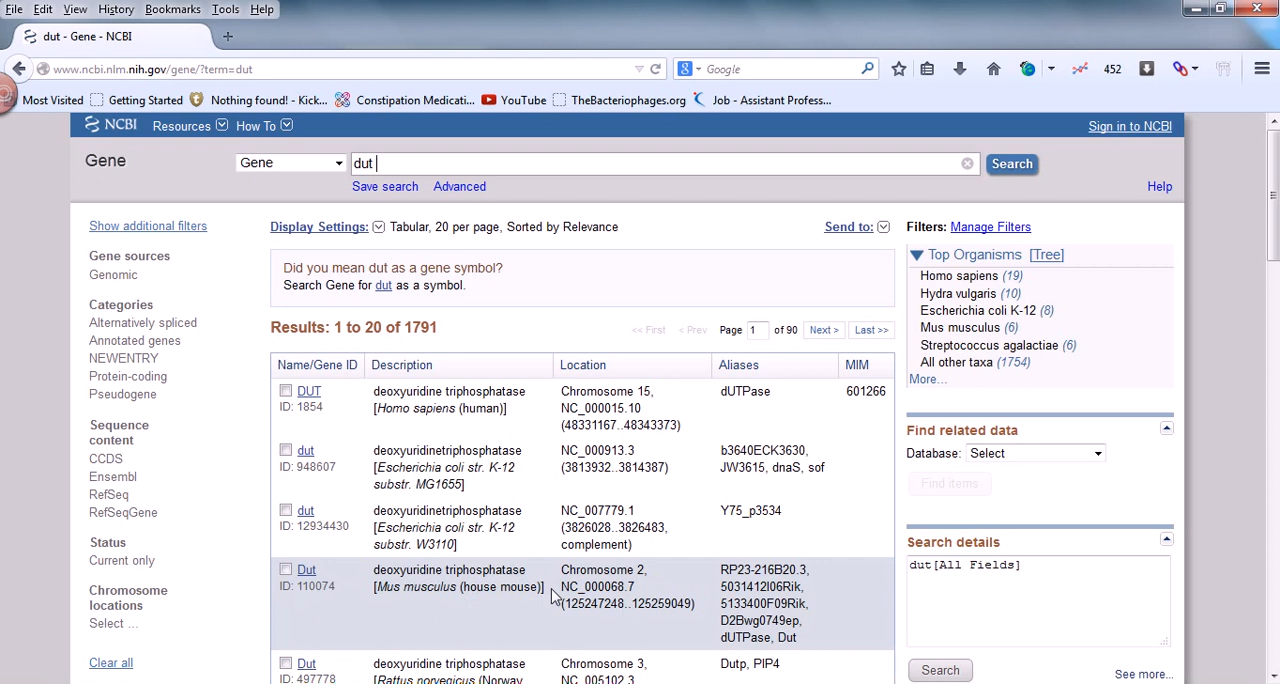 File Edit View History Bookmarks Tools Help
dut - Gene - NCBI
www.ncbi.nlm.nih.gov/gene/?term=dut
Google
452
Most Visited Getting Started Nothing found! - Kick... Constipation Medicati... YouTube TheBacteriophages.org Job - Assistant Profess...
NCBI Resources How To Sign in to NCBI
Gene Gene dut Search
Save search Advanced Help
Show additional filters
Gene sources
Genomic
Categories
Alternatively spliced
Annotated genes
NEWENTRY
Protein-coding
Pseudogene
Sequence content
CCDS
Ensembl
RefSeq
RefSeqGene
Status
Current only
Chromosome locations
Select ...
Clear all
Display Settings: Tabular, 20 per page, Sorted by Relevance Send to:
Did you mean dut as a gene symbol?
Search Gene for dut as a symbol.
Results: 1 to 20 of 1791 << First < Prev Page 1 of 90 Next > Last >>
Name/Gene ID Description Location Aliases MIM
DUT deoxyuridine triphosphatase Chromosome 15, dUTPase 601266
ID: 1854 [Homo sapiens (human)] NC_000015.10
(48331167..48343373)
dut deoxyuridinetriphosphatase NC_000913.3 b3640ECK3630,
ID: 948607 [Escherichia coli str. K-12 (3813932..3814387) JW3615, dnaS, sof
substr. MG1655]
dut deoxyuridinetriphosphatase NC_007779.1 Y75_p3534
ID: 12934430 [Escherichia coli str. K-12 (3826028..3826483,
substr. W3110] complement)
Dut deoxyuridine triphosphatase Chromosome 2, RP23-216B20.3,
ID: 110074 [Mus musculus (house mouse)] NC_000068.7 5031412I06Rik,
(125247248..125259049) 5133400F09Rik,
D2Bwg0749ep,
dUTPase, Dut
Dut deoxyuridine triphosphatase Chromosome 3, Dutp, PIP4
ID: 497778 [Rattus norvegicus (Norway NC_005102.3
Filters: Manage Filters
Top Organisms [Tree]
Homo sapiens (19)
Hydra vulgaris (10)
Escherichia coli K-12 (8)
Mus musculus (6)
Streptococcus agalactiae (6)
All other taxa (1754)
More...
Find related data
Database: Select
Find items
Search details
dut[All Fields]
Search See more...